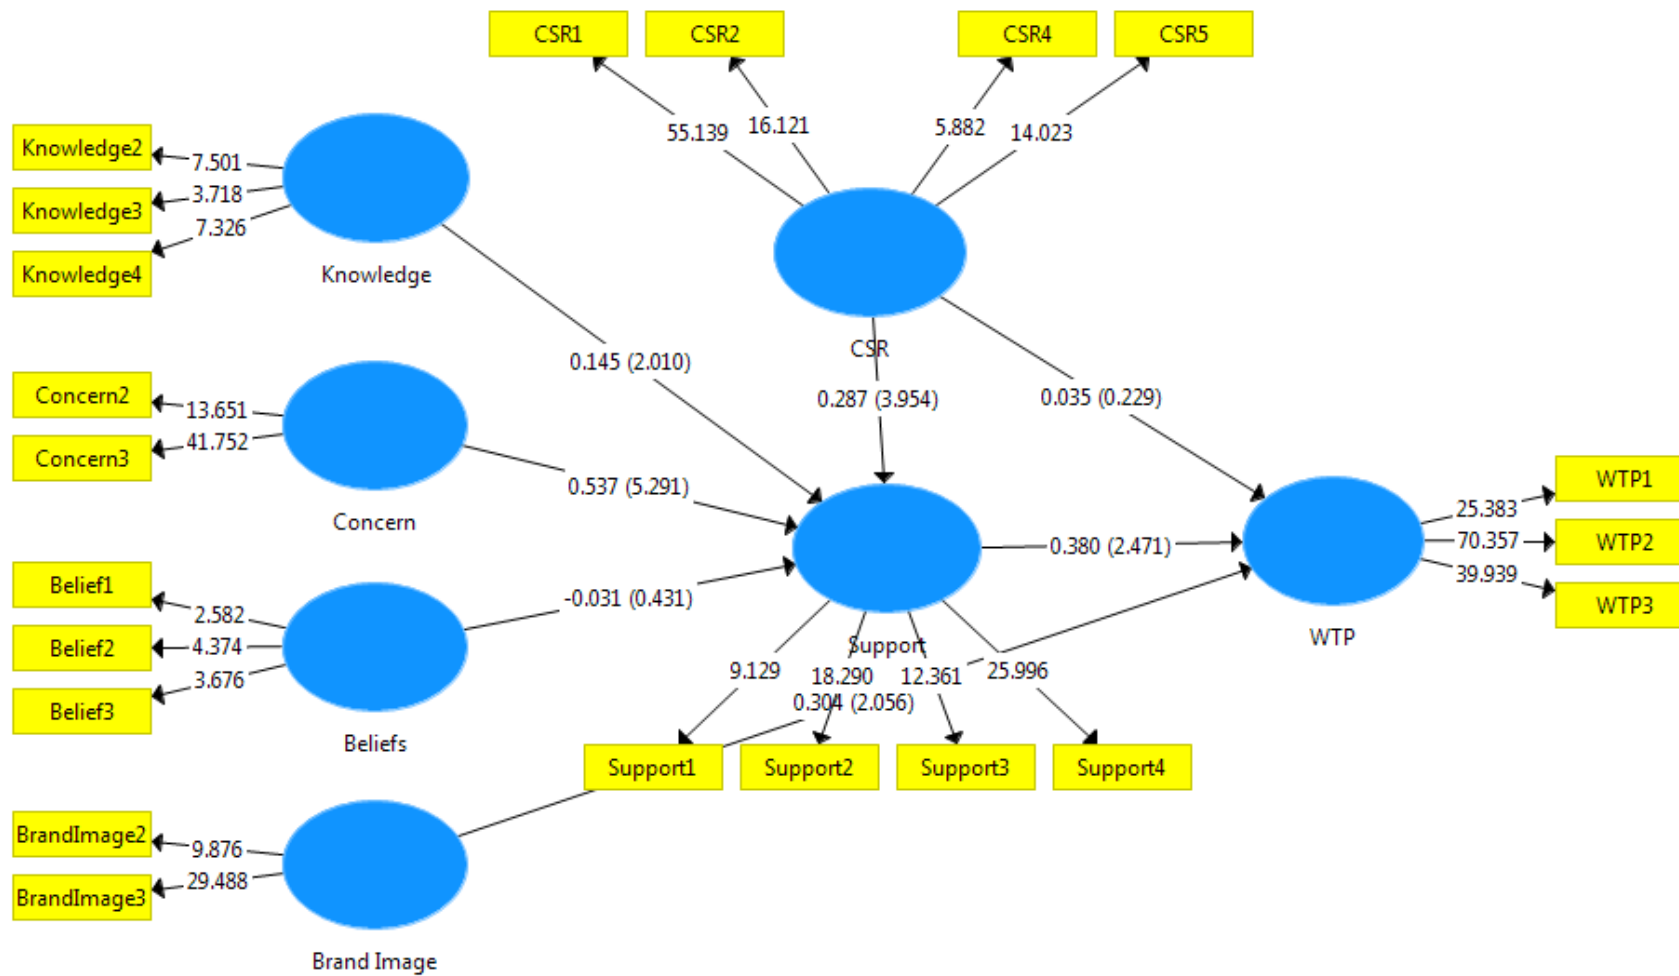 CSR1
CSR2
CSR4
CSR5
55.139
16.121
5.882
14.023
Knowledge2
Knowledge3
Knowledge4
7.501
3.718
7.326
Knowledge
CSR
0.145 (2.010)
0.287 (3.954)
0.035 (0.229)
Concern2
Concern3
13.651
41.752
Concern
0.537 (5.291)
WTP1
WTP2
WTP3
25.383
70.357
39.939
WTP
0.380 (2.471)
Belief1
Belief2
Belief3
2.582
4.374
3.676
Beliefs
-0.031 (0.431)
Support
9.129
18.290
12.361
25.996
0.304 (2.056)
Support1
Support2
Support3
Support4
BrandImage2
BrandImage3
9.876
29.488
Brand Image